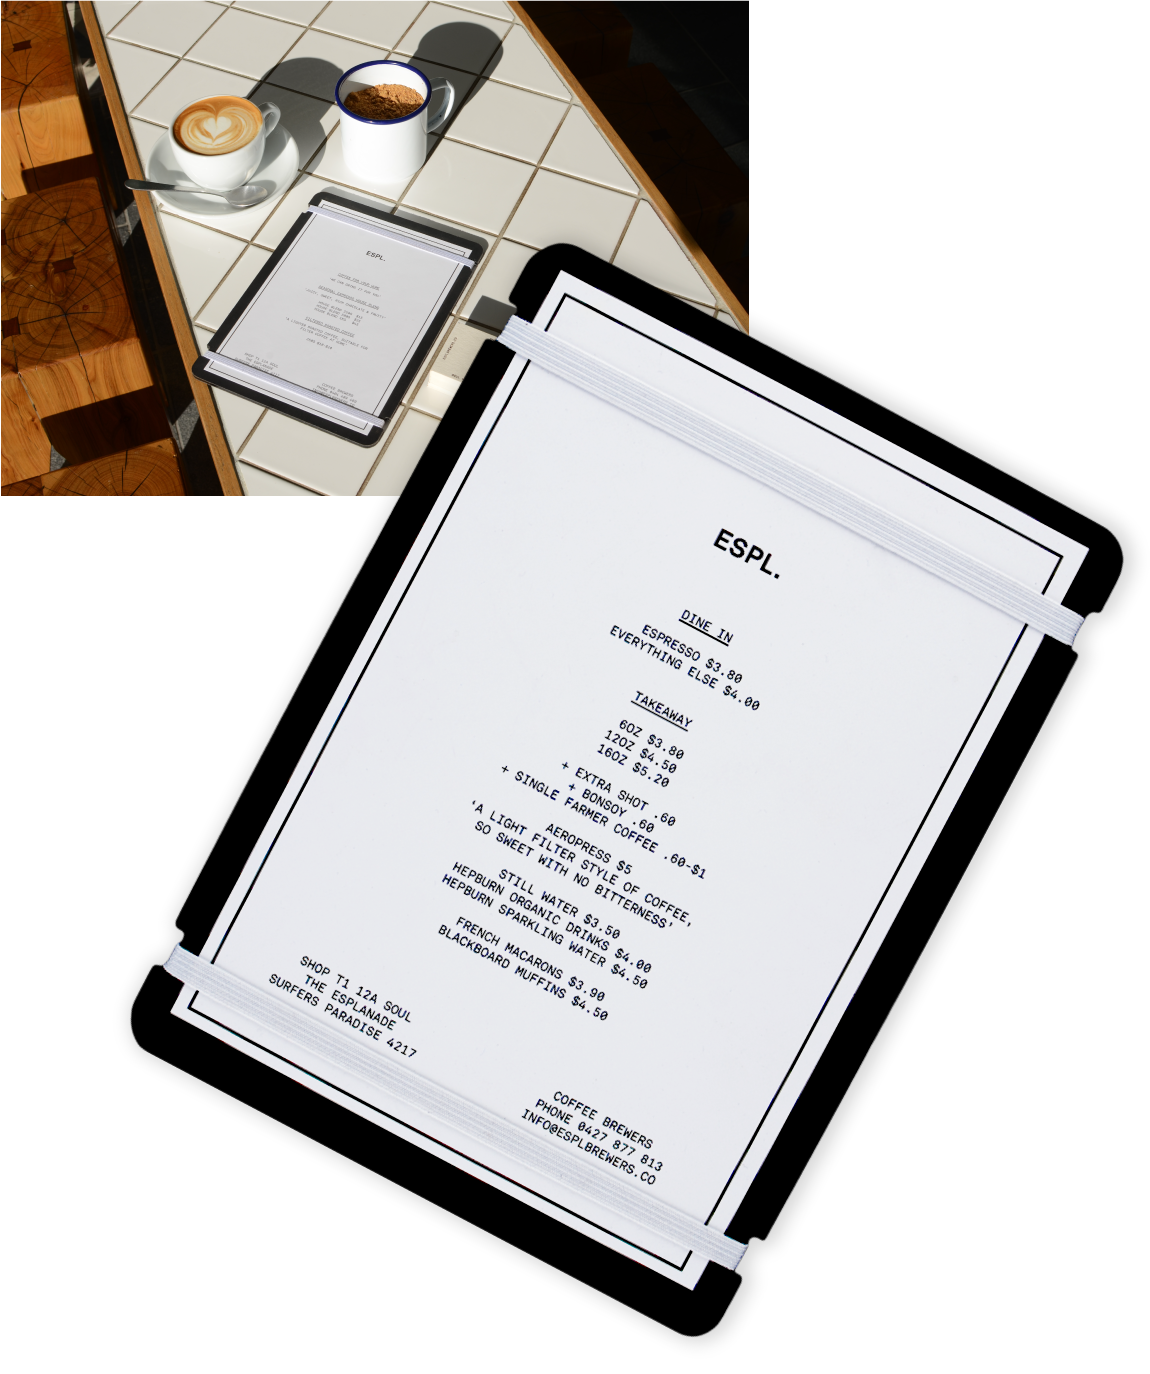 ESPL.
DINE IN
ESPRESSO $3.80
EVERYTHING ELSE $4.00
TAKEAWAY
6OZ $3.80
12OZ $4.50
16OZ $5.20
+ EXTRA SHOT .60
+ BONSOY .60
+ SINGLE FARMER COFFEE .60-$1
AEROPRESS $5
‘A LIGHT FILTER STYLE OF COFFEE,
SO SWEET WITH NO BITTERNESS’
STILL WATER $3.50
HEPBURN ORGANIC DRINKS $4.00
HEPBURN SPARKLING WATER $4.50
FRENCH MACARONS $3.90
BLACKBOARD MUFFINS $4.50
SHOP T1 12A SOUL
THE ESPLANADE
SURFERS PARADISE 4217
COFFEE BREWERS
PHONE 0427 877 813
INFO@ESPLBREWERS.CO
ESPL.